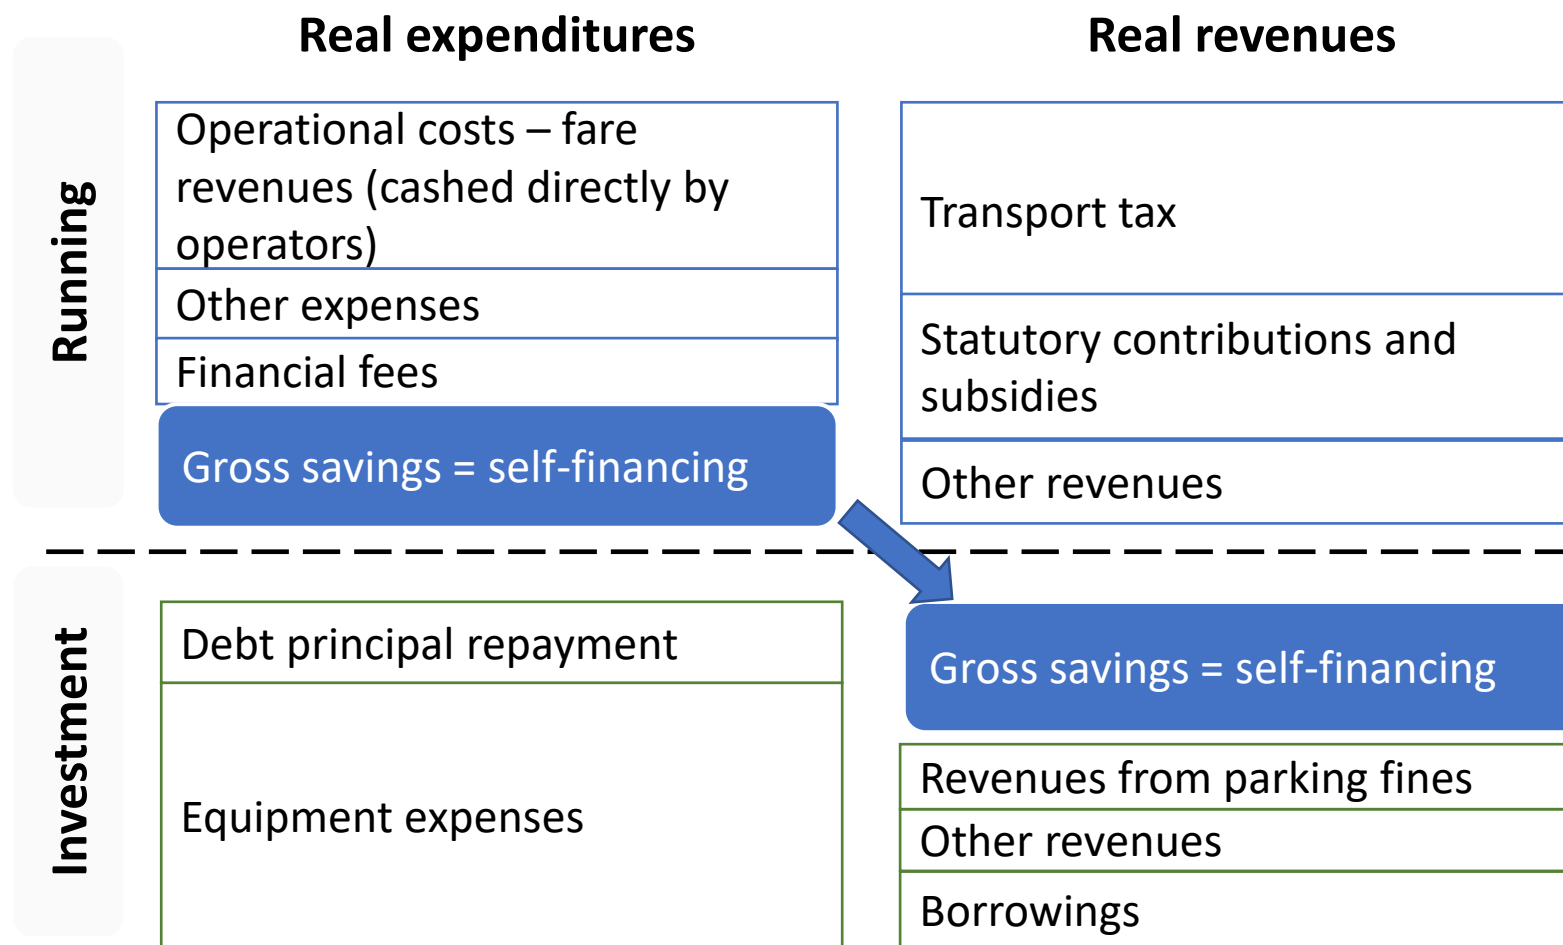 Real expenditures
Real revenues
Running
Operational costs – fare
revenues (cashed directly by
operators)
Other expenses
Financial fees
Gross savings = self-financing
Transport tax
Statutory contributions and
subsidies
Other revenues
Investment
Debt principal repayment
Equipment expenses
Gross savings = self-financing
Revenues from parking fines
Other revenues
Borrowings